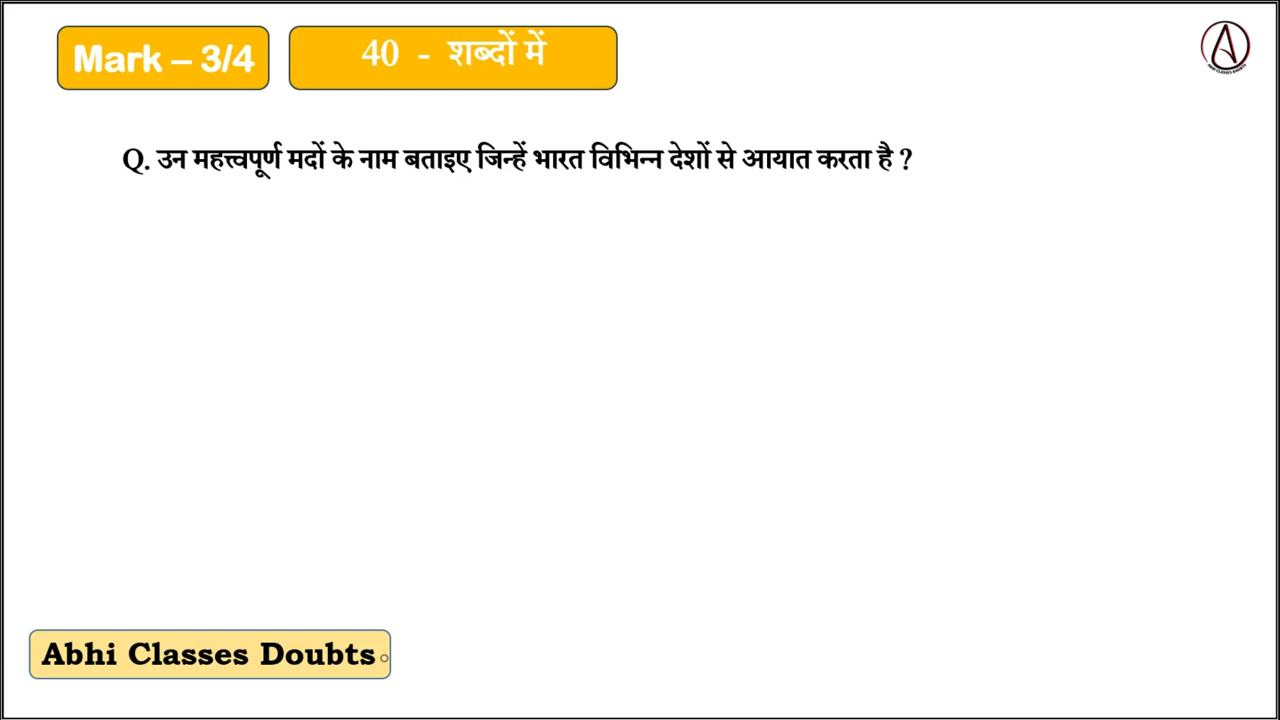 Mark – 3/4
40 - शब्दों में
Q. उन महत्त्वपूर्ण मदों के नाम बताइए जिन्हें भारत विभिन्न देशों से आयात करता है ?
Abhi Classes Doubts